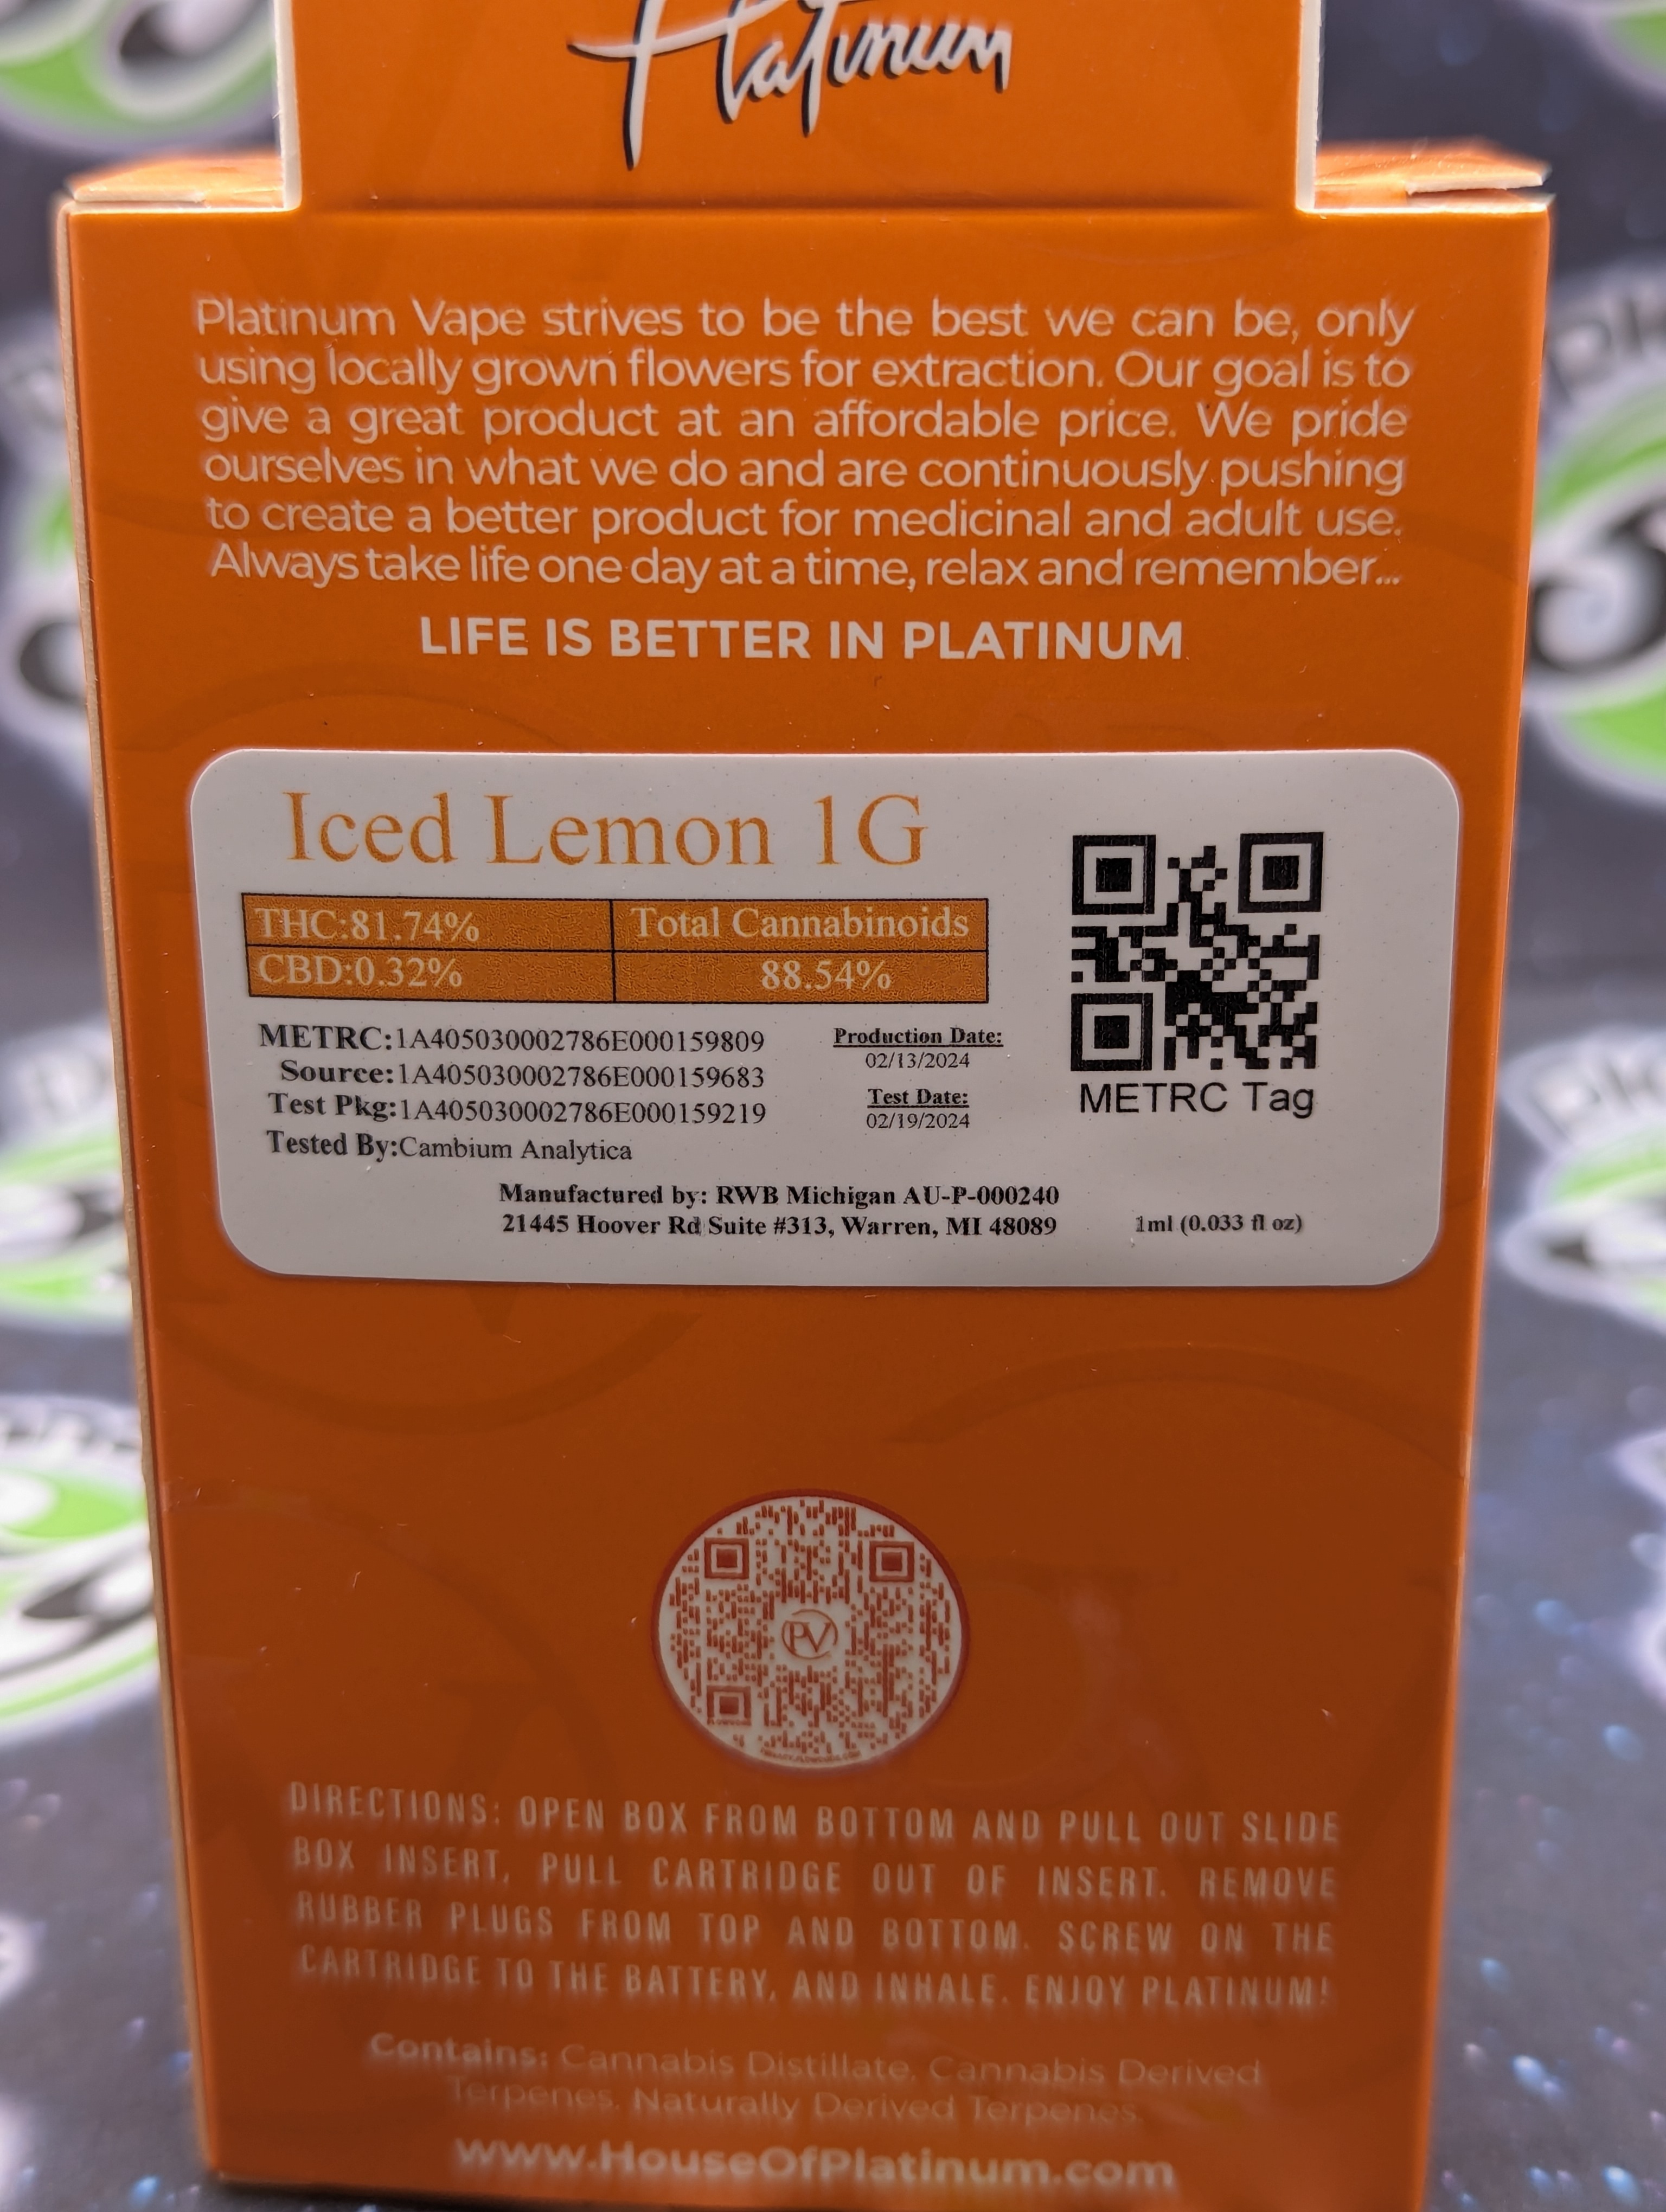 Platinum
Platinum Vape strives to be the best we can be, only
using locally grown flowers for extraction. Our goal is to
give a great product at an affordable price. We pride
ourselves in what we do and are continuously pushing
to create a better product for medicinal and adult use.
Always take life one day at a time, relax and remember...
LIFE IS BETTER IN PLATINUM
Iced Lemon 1G
THC:81.74% Total Cannabinoids
CBD:0.32% 88.54%
METRC:1A405030002786E000159809
Source:1A405030002786E000159683
Test Pkg:1A405030002786E000159219
Tested By:Cambium Analytica
Production Date:
02/13/2024
Test Date:
02/19/2024
METRC Tag
Manufactured by: RWB Michigan AU-P-000240
21445 Hoover Rd Suite #313, Warren, MI 48089
1ml (0.033 fl oz)
PV
DIRECTIONS: OPEN BOX FROM BOTTOM AND PULL OUT SLIDE
BOX INSERT, PULL CARTRIDGE OUT OF INSERT. REMOVE
RUBBER PLUGS FROM TOP AND BOTTOM. SCREW ON THE
CARTRIDGE TO THE BATTERY, AND INHALE. ENJOY PLATINUM!
Contains: Cannabis Distillate, Cannabis Derived
Terpenes, Naturally Derived Terpenes.
www.HouseOfPlatinum.com